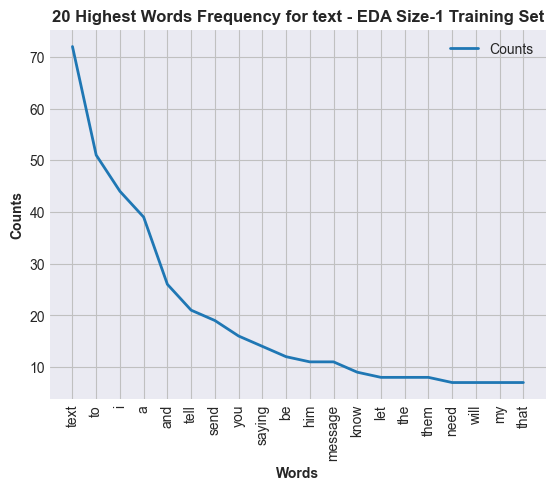 20 Highest Words Frequency for text - EDA Size-1 Training Set
Counts
70
60
50
40
30
20
10
Counts
text
to
i
a
and
tell
send
you
saying
be
him
message
know
let
the
them
need
will
my
that
Words